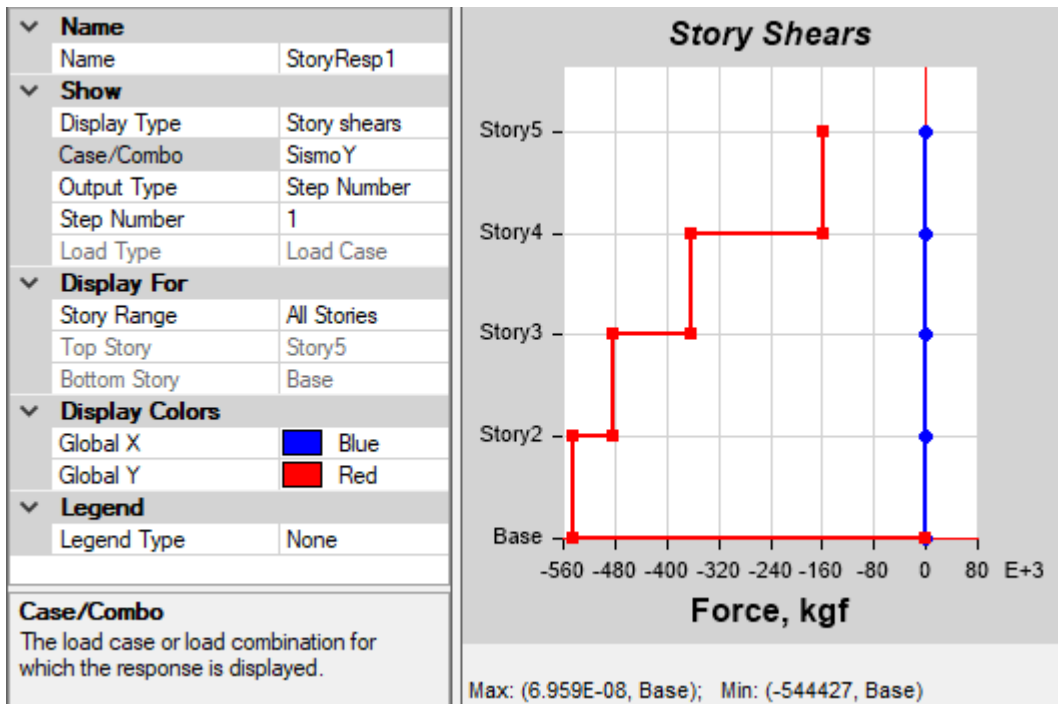 Name
Name StoryResp1
Show
Display Type Story shears
Case/Combo SismoY
Output Type Step Number
Step Number 1
Load Type Load Case
Display For
Story Range All Stories
Top Story Story5
Bottom Story Base
Display Colors
Global X Blue
Global Y Red
Legend
Legend Type None
Case/Combo
The load case or load combination for
which the response is displayed.
Story Shears
Story5
Story4
Story3
Story2
Base
-560 -480 -400 -320 -240 -160 -80 0 80 E+3
Force, kgf
Max: (6.959E-08, Base); Min: (-544427, Base)